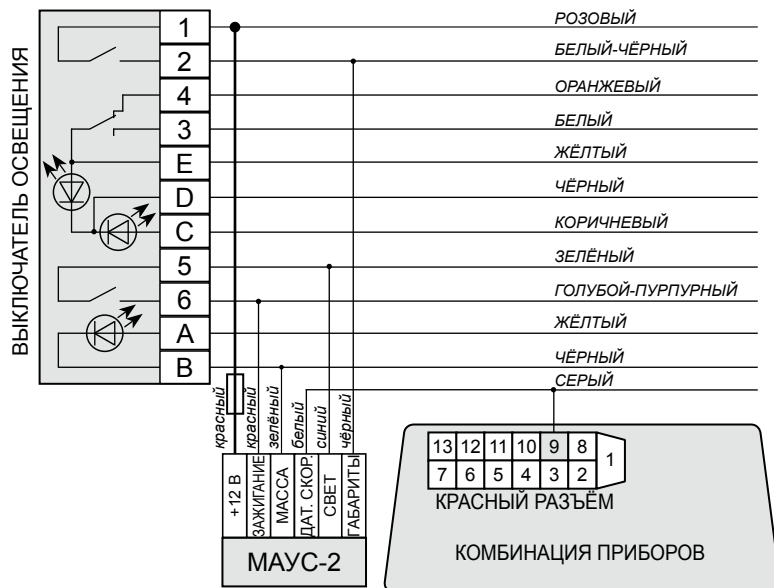 ВЫКЛЮЧАТЕЛЬ ОСВЕЩЕНИЯ
1 РОЗОВЫЙ
2 БЕЛЫЙ-ЧЁРНЫЙ
4 ОРАНЖЕВЫЙ
3 БЕЛЫЙ
E ЖЁЛТЫЙ
D ЧЁРНЫЙ
C КОРИЧНЕВЫЙ
5 ЗЕЛЁНЫЙ
6 ГОЛУБОЙ-ПУРПУРНЫЙ
A ЖЁЛТЫЙ
B ЧЁРНЫЙ
СЕРЫЙ
красный
красный
зелёный
белый
синий
чёрный
+12 В
ЗАЖИГАНИЕ
МАССА
ДАТ. СКОР.
СВЕТ
ГАБАРИТЫ
МАУС-2
13 12 11 10 9 8
1
7 6 5 4 3 2
КРАСНЫЙ РАЗЪЁМ
КОМБИНАЦИЯ ПРИБОРОВ